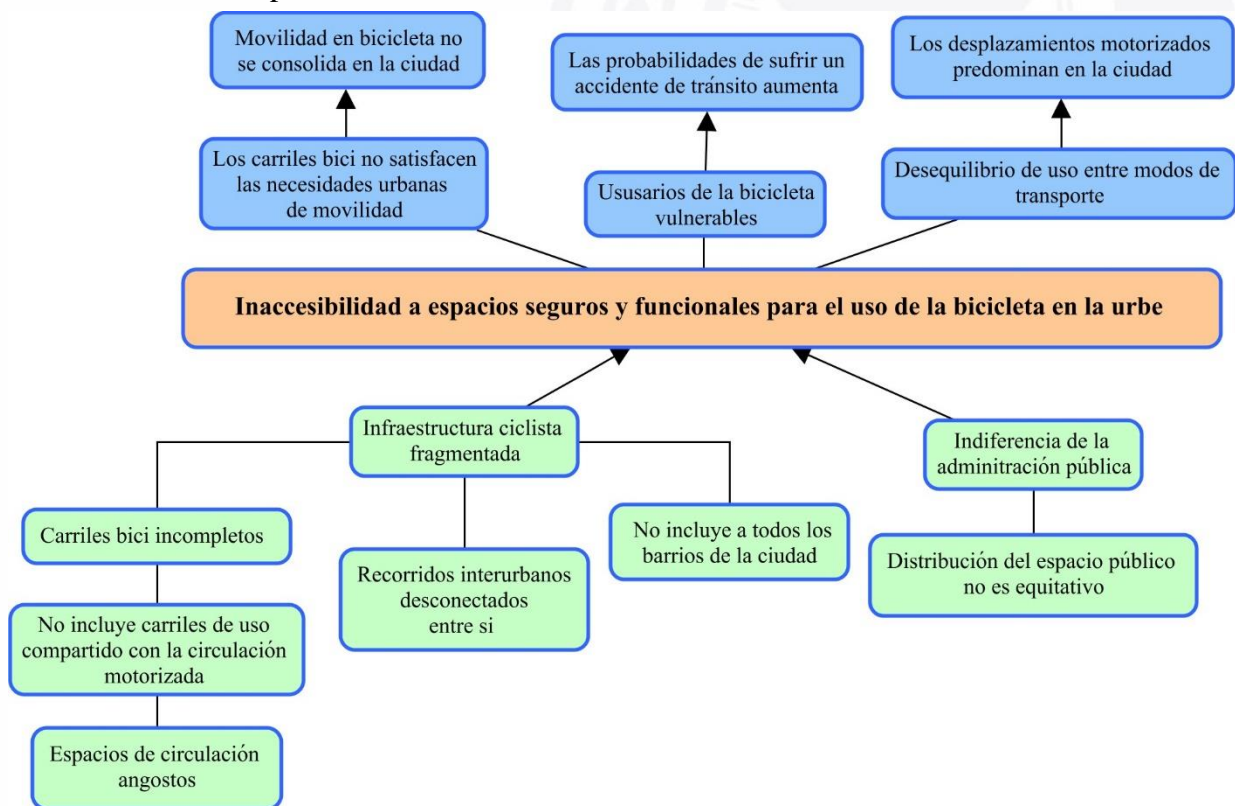 Movilidad en bicicleta no
se consolida en la ciudad
Las probabilidades de sufrir un
accidente de tránsito aumenta
Los desplazamientos motorizados
predominan en la ciudad
Los carriles bici no satisfacen
las necesidades urbanas
de movilidad
Ususarios de la bicicleta
vulnerables
Desequilibrio de uso entre modos de
transporte
Inaccesibilidad a espacios seguros y funcionales para el uso de la bicicleta en la urbe
Infraestructura ciclista
fragmentada
Indiferencia de la
adminitración pública
Carriles bici incompletos
Recorridos interurbanos
desconectados
entre si
No incluye a todos los
barrios de la ciudad
Distribución del espacio público
no es equitativo
No incluye carriles de uso
compartido con la circulación
motorizada
Espacios de circulación
angostos